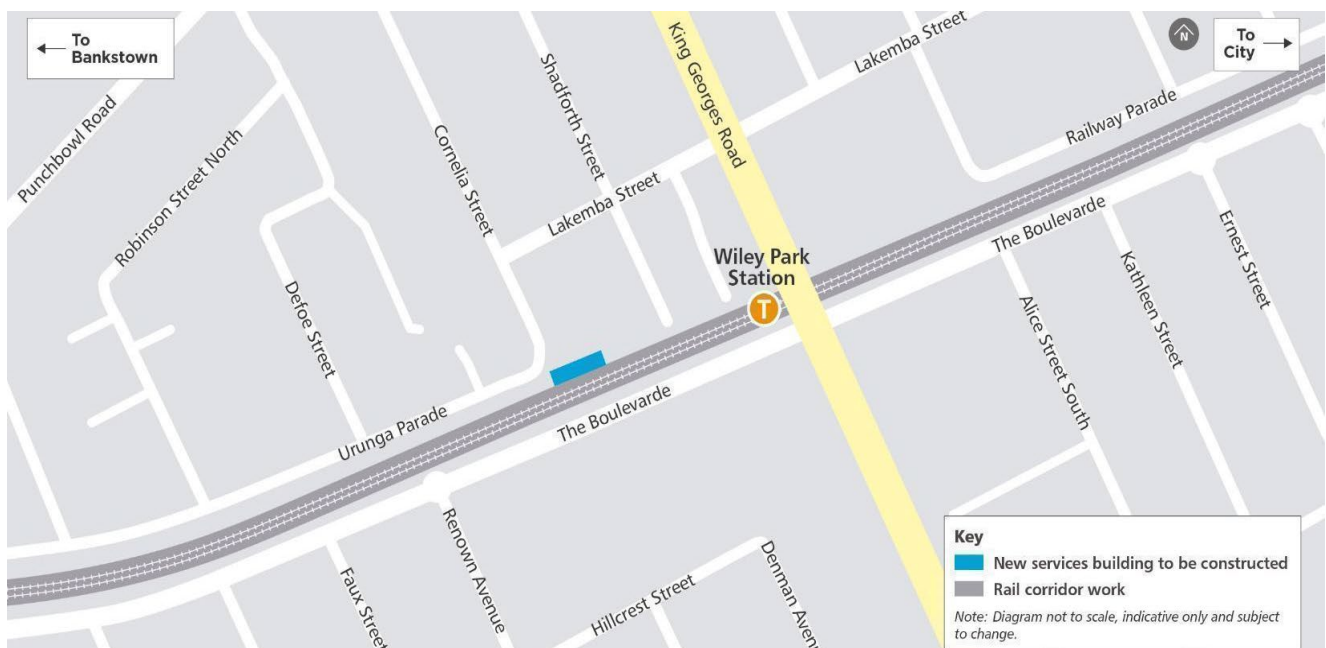 To
Bankstown
King Georges Road
N
To
City
Lakemba Street
Shadforth Street
Punchbowl Road
Robinson Street North
Cornelia Street
Railway Parade
Lakemba Street
The Boulevarde
Ernest Street
Kathleen Street
Wiley Park
Station
T
Defoe Street
Alice Street South
Urunga Parade
The Boulevarde
Renown Avenue
Faux Street
Hillcrest Street
Denman Aven
Key
New services building to be constructed
Rail corridor work
Note: Diagram not to scale, indicative only and subject
to change.